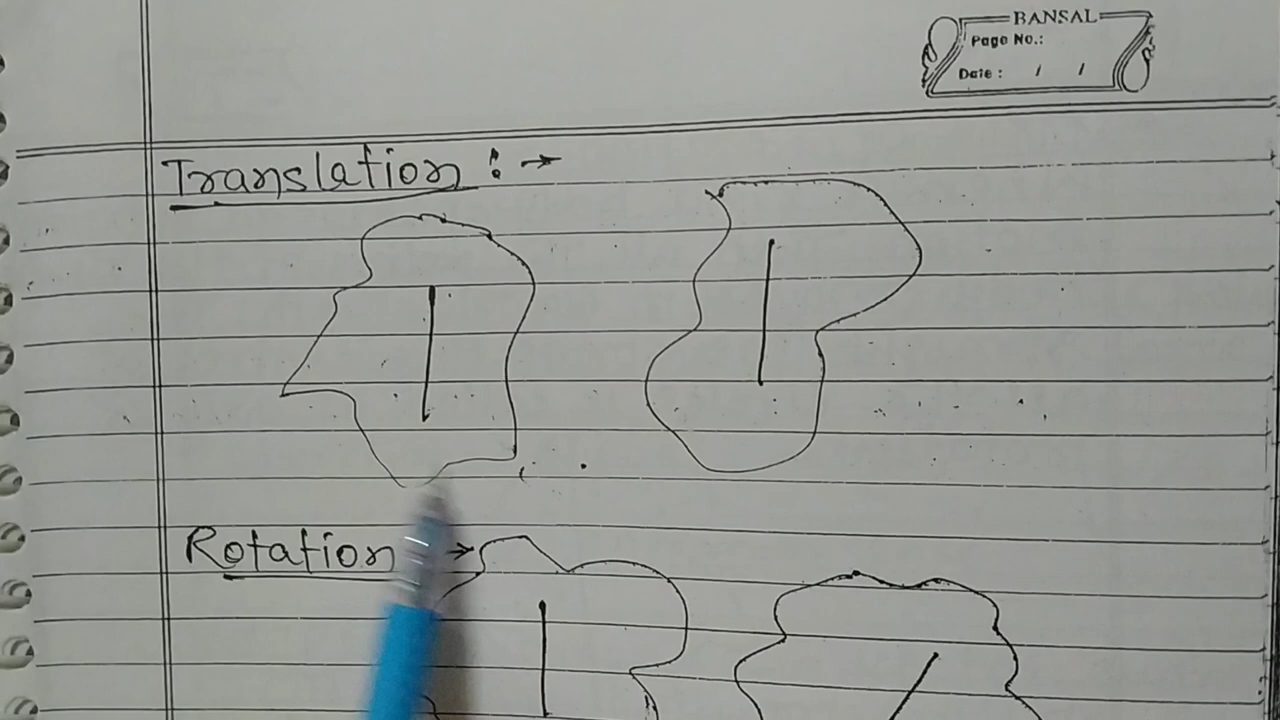 BANSAL
Page No.:
Date : / /
Translation : →
Rotation →